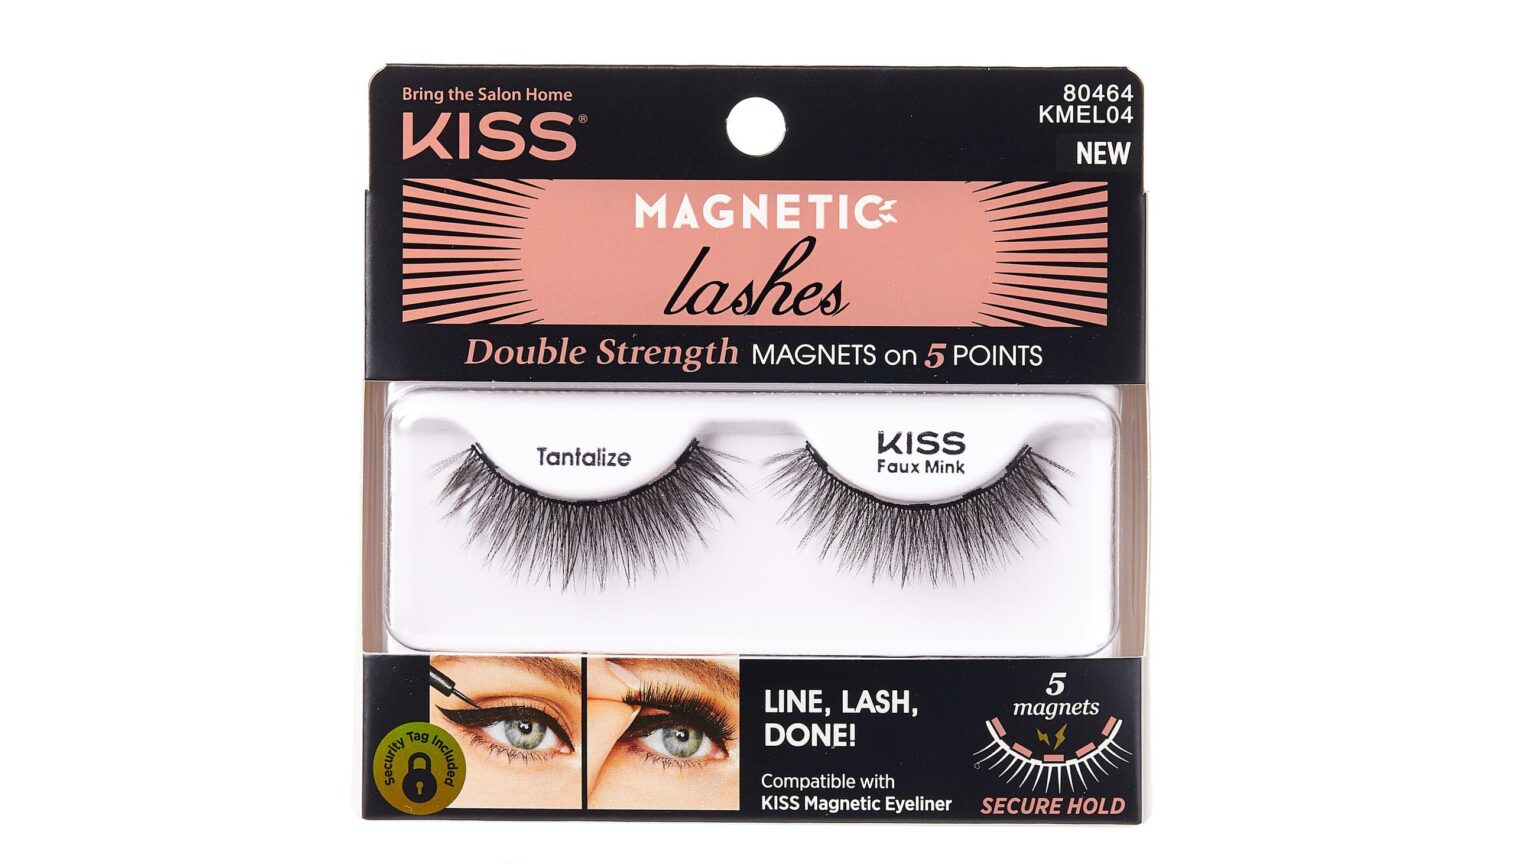 Bring the Salon Home
KISS®
80464
KMEL04
NEW
MAGNETIC
lashes
Double Strength MAGNETS on 5 POINTS
Tantalize
KISS
Faux Mink
Security Tag Included
LINE, LASH,
DONE!
Compatible with
KISS Magnetic Eyeliner
5
magnets
SECURE HOLD